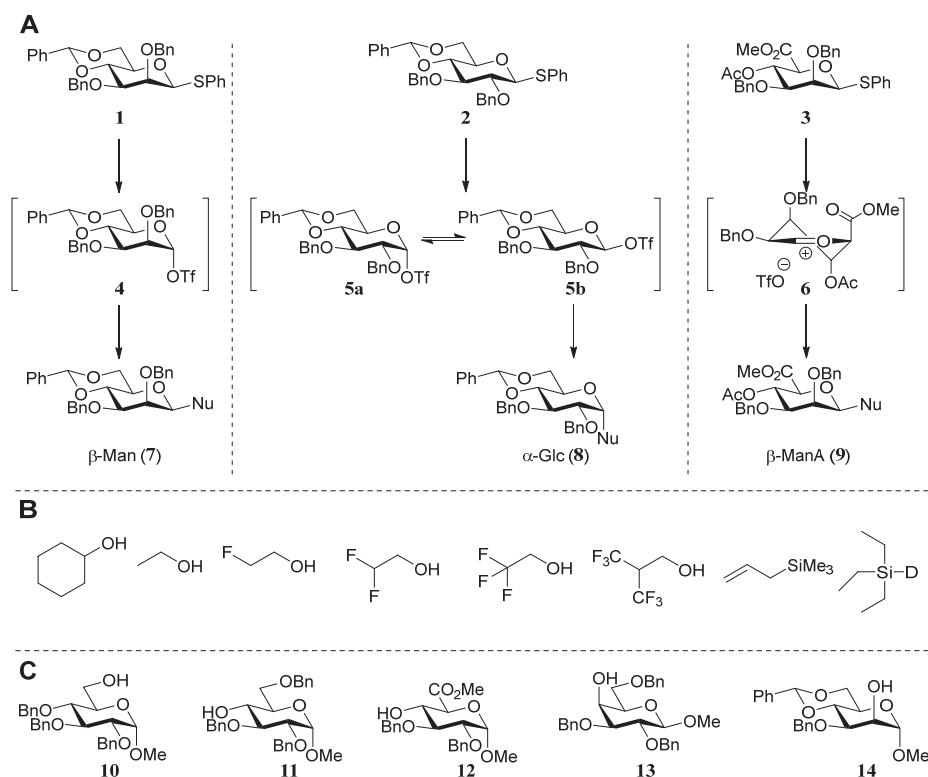 A
Ph O O OBn O BnO SPh
1
Ph O O O BnO SPh BnO
2
MeO₂C OBn AcO O BnO SPh
3
Ph O O OBn O BnO OTf
4
Ph O O O BnO BnO OTf
5a
Ph O O O BnO OTf OBn
5b
OBn O OMe BnO O ⊕ ⊖ TfO OAc
6
Ph O O OBn O BnO Nu
β-Man (7)
Ph O O O BnO BnO Nu
α-Glc (8)
MeO₂C OBn AcO O BnO Nu
β-ManA (9)
B
OH
OH
F OH
F OH F
F F F OH
F₃C OH CF₃
SiMe₃
Si–D
C
OH BnO O BnO BnO OMe
10
OBn HO O BnO BnO OMe
11
CO₂Me HO O BnO BnO OMe
12
OH OBn O BnO OMe OBn
13
Ph O O OH O BnO OMe
14